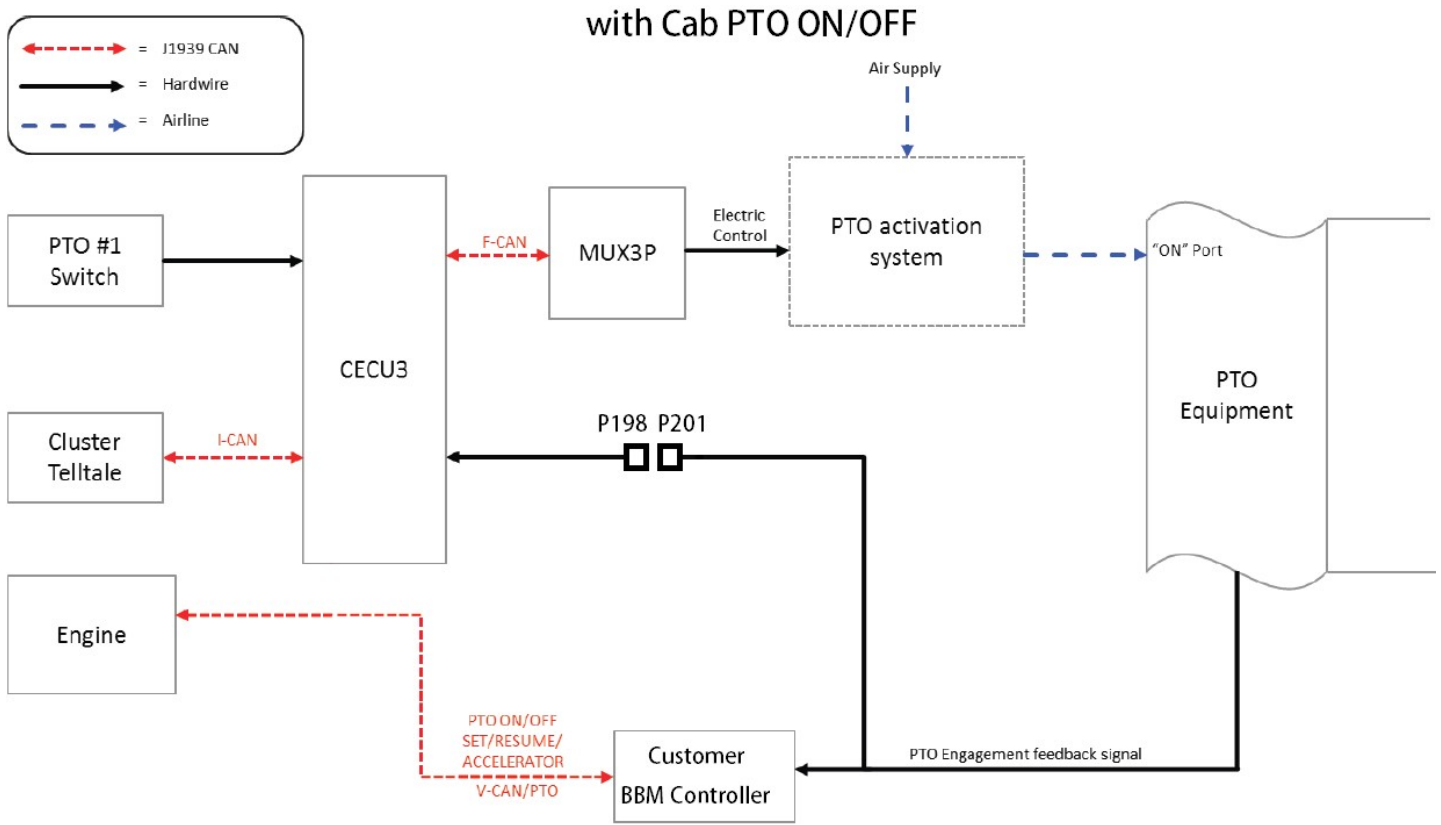 with Cab PTO ON/OFF
= J1939 CAN
= Hardwire
= Airline
Air Supply
PTO #1
Switch
F-CAN
MUX3P
Electric
Control
PTO activation
system
"ON" Port
CECU3
PTO
Equipment
Cluster
Telltale
I-CAN
P198 P201
Engine
PTO ON/OFF
SET/RESUME/
ACCELERATOR
V-CAN/PTO
Customer
BBM Controller
PTO Engagement feedback signal